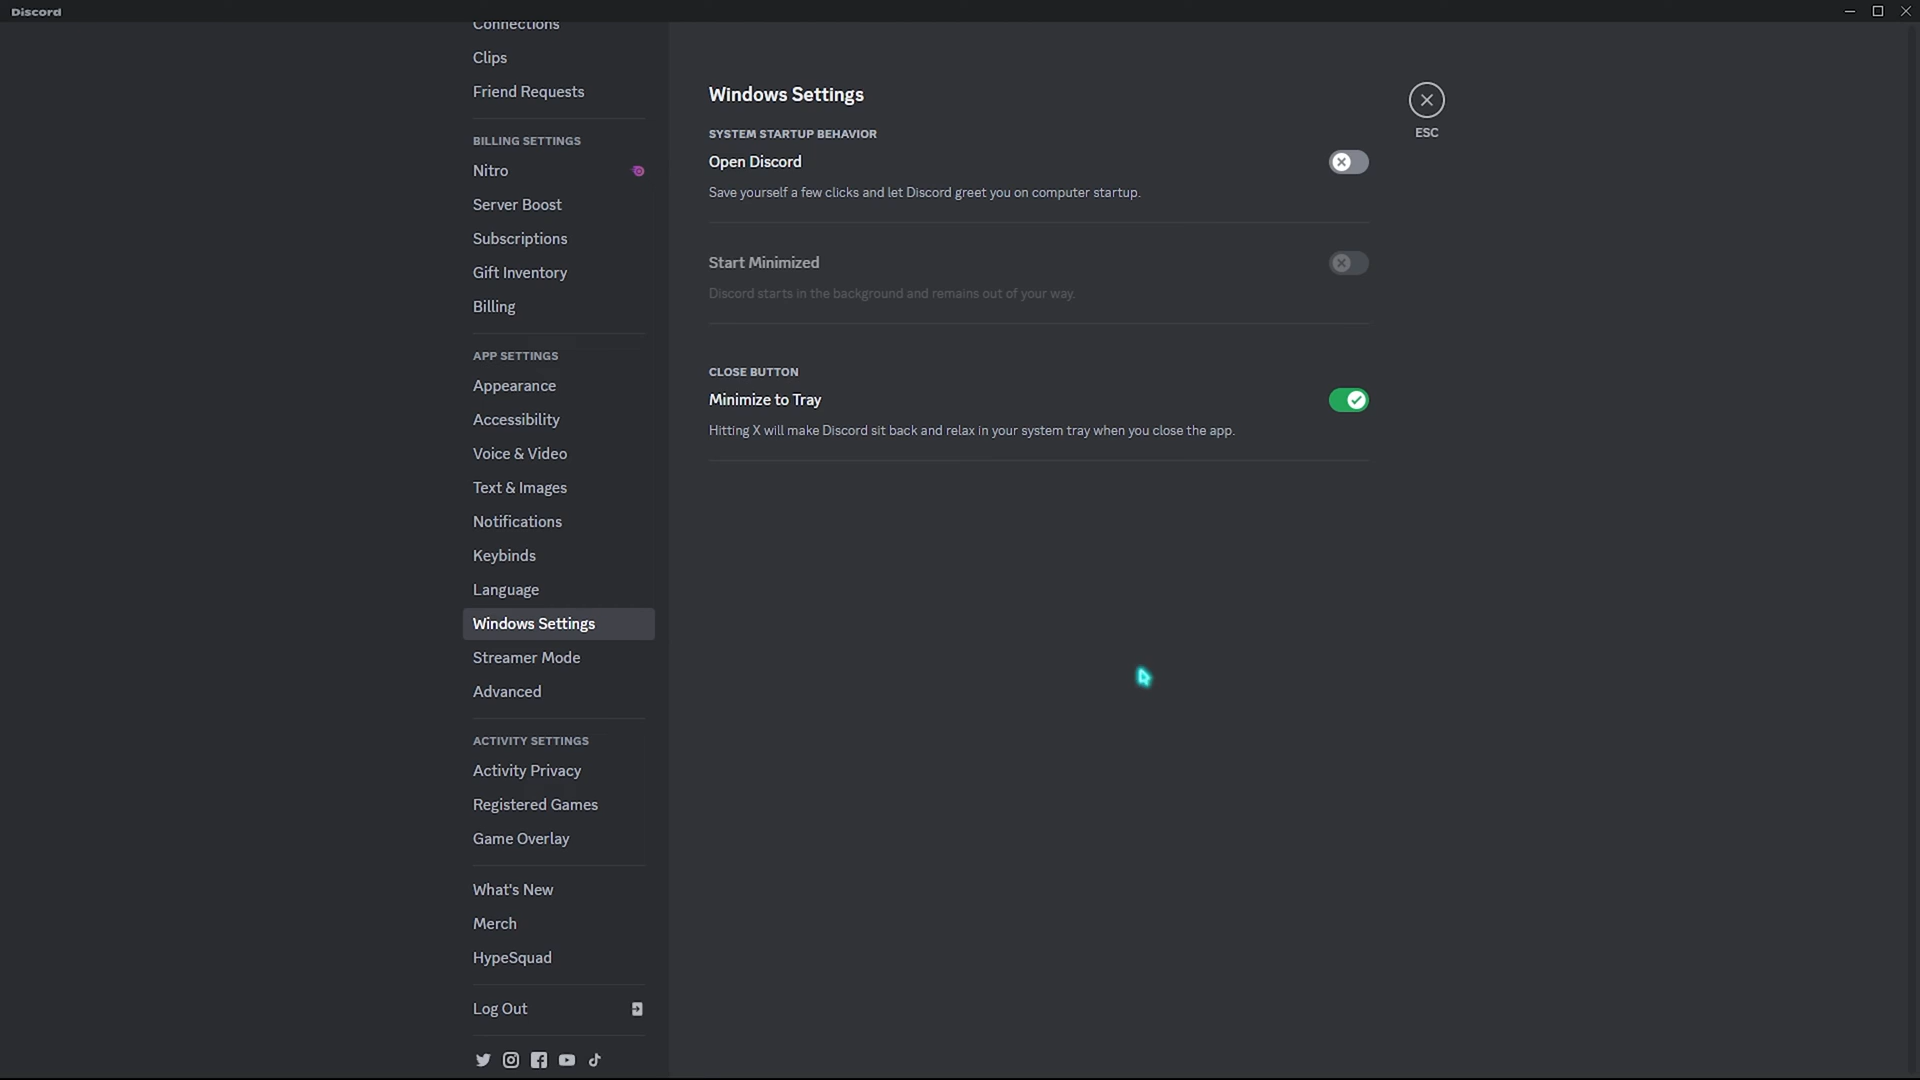 Discord
Connections
Clips
Friend Requests
BILLING SETTINGS
Nitro
Server Boost
Subscriptions
Gift Inventory
Billing
APP SETTINGS
Appearance
Accessibility
Voice & Video
Text & Images
Notifications
Keybinds
Language
Windows Settings
Streamer Mode
Advanced
ACTIVITY SETTINGS
Activity Privacy
Registered Games
Game Overlay
What's New
Merch
HypeSquad
Log Out
Windows Settings
SYSTEM STARTUP BEHAVIOR
Open Discord
Save yourself a few clicks and let Discord greet you on computer startup.
Start Minimized
Discord starts in the background and remains out of your way.
CLOSE BUTTON
Minimize to Tray
Hitting X will make Discord sit back and relax in your system tray when you close the app.
ESC